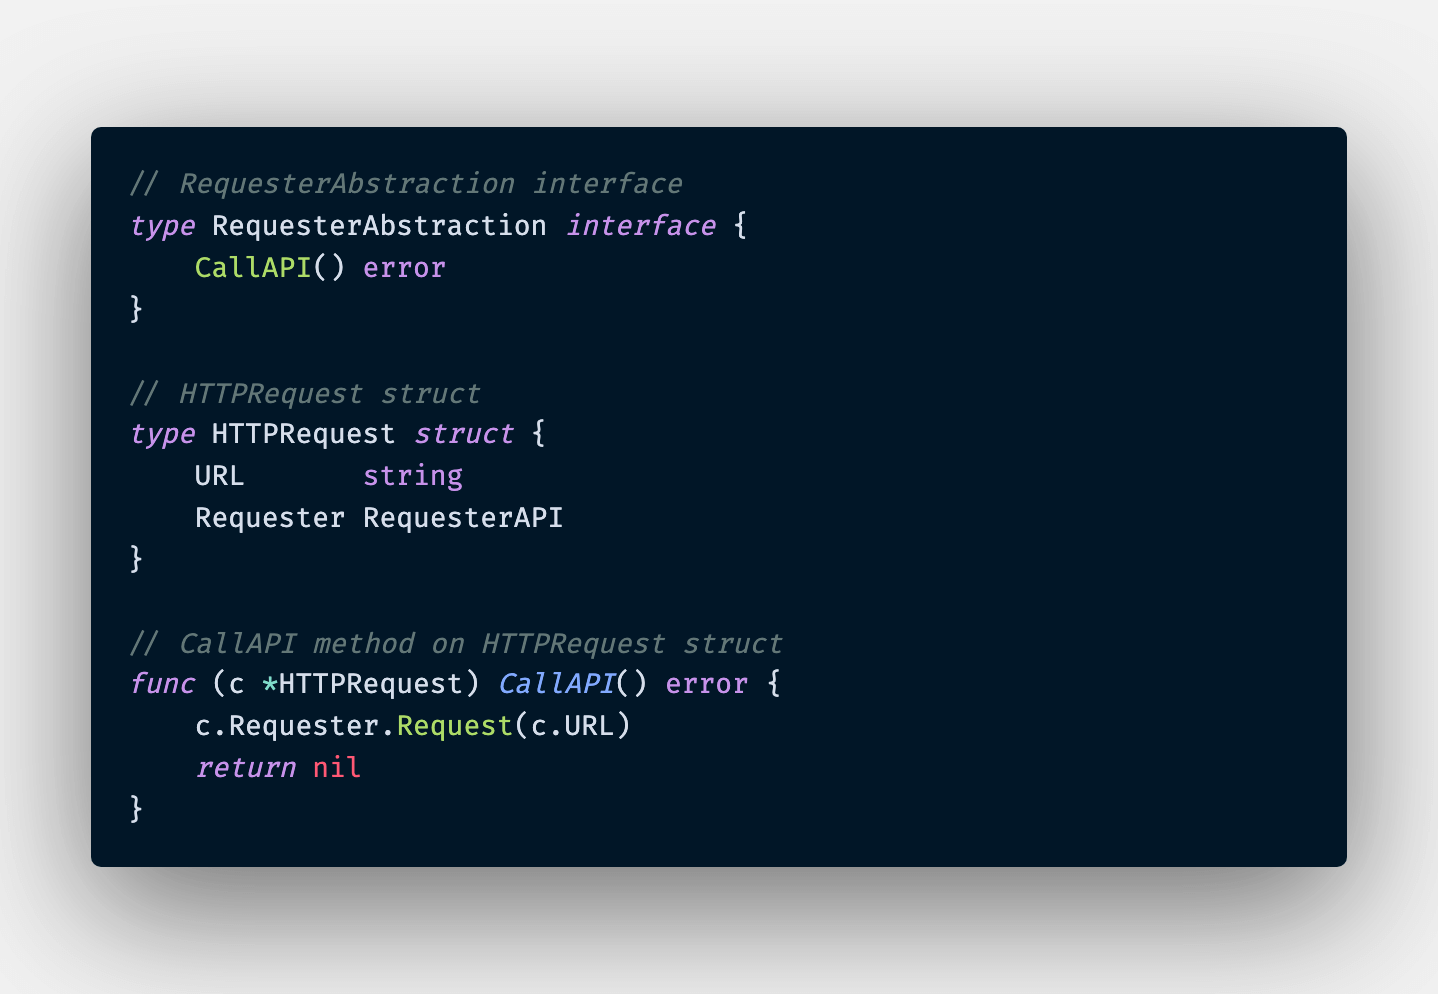 // RequesterAbstraction interface
type RequesterAbstraction interface {
    CallAPI() error
}

// HTTPRequest struct
type HTTPRequest struct {
    URL       string
    Requester RequesterAPI
}

// CallAPI method on HTTPRequest struct
func (c *HTTPRequest) CallAPI() error {
    c.Requester.Request(c.URL)
    return nil
}